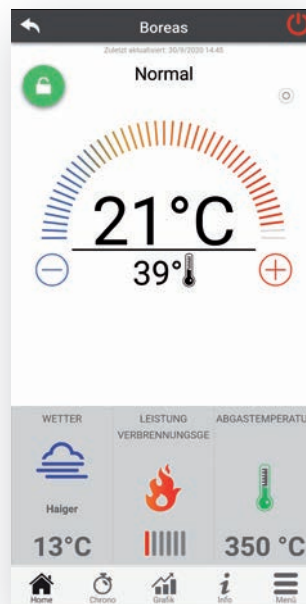 Boreas
Zuletzt aktualisiert: 30/9/2020 14:45
Normal
21°C
39°
WETTER
LEISTUNG VERBRENNUNGSGE
ABGASTEMPERATU
Haiger
13°C
350 °C
Home
Chrono
Grafik
Info
Menü